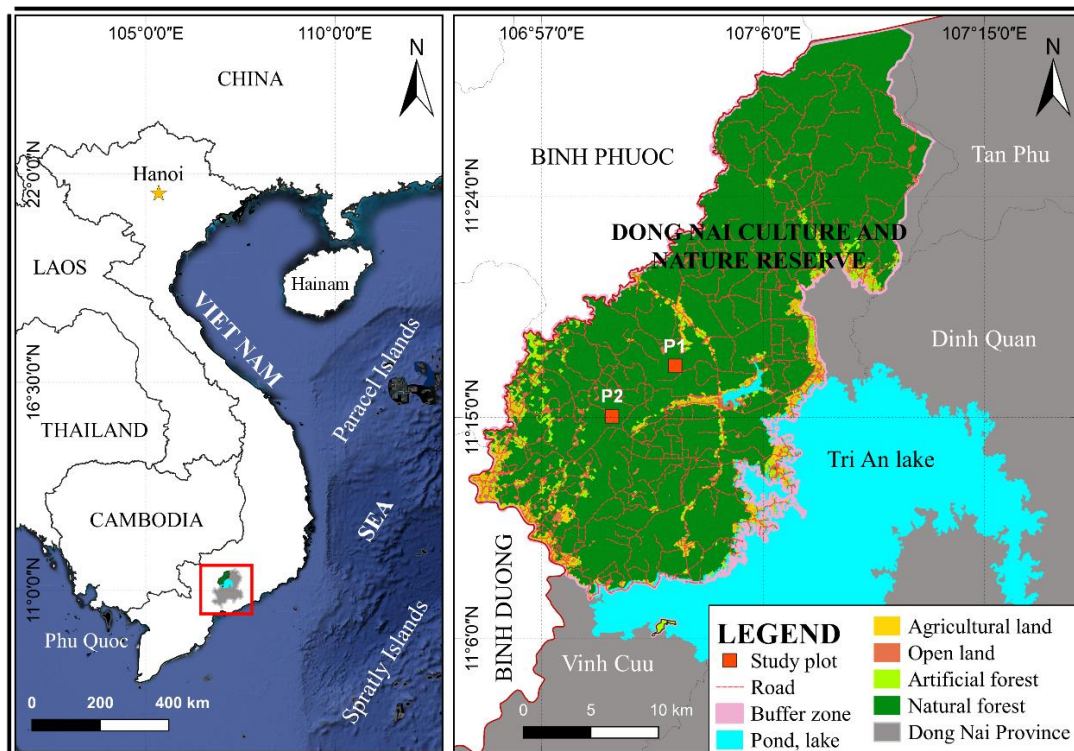 105°0′0″E
110°0′0″E
N
CHINA
Hanoi
22°0′0″N
LAOS
Hainam
VIET NAM
Paracel Islands
16°30′0″N
THAILAND
SEA
CAMBODIA
11°0′0″N
Phu Quoc
Spratly Islands
0 200 400 km
106°57′0″E
107°6′0″E
107°15′0″E
N
BINH PHUOC
Tan Phu
11°24′0″N
DONG NAI CULTURE AND
NATURE RESERVE
Dinh Quan
P1
P2
11°15′0″N
Tri An lake
BINH DUONG
11°6′0″N
Vinh Cuu
0 5 10 km
LEGEND
Study plot
Road
Buffer zone
Pond, lake
Agricultural land
Open land
Artificial forest
Natural forest
Dong Nai Province